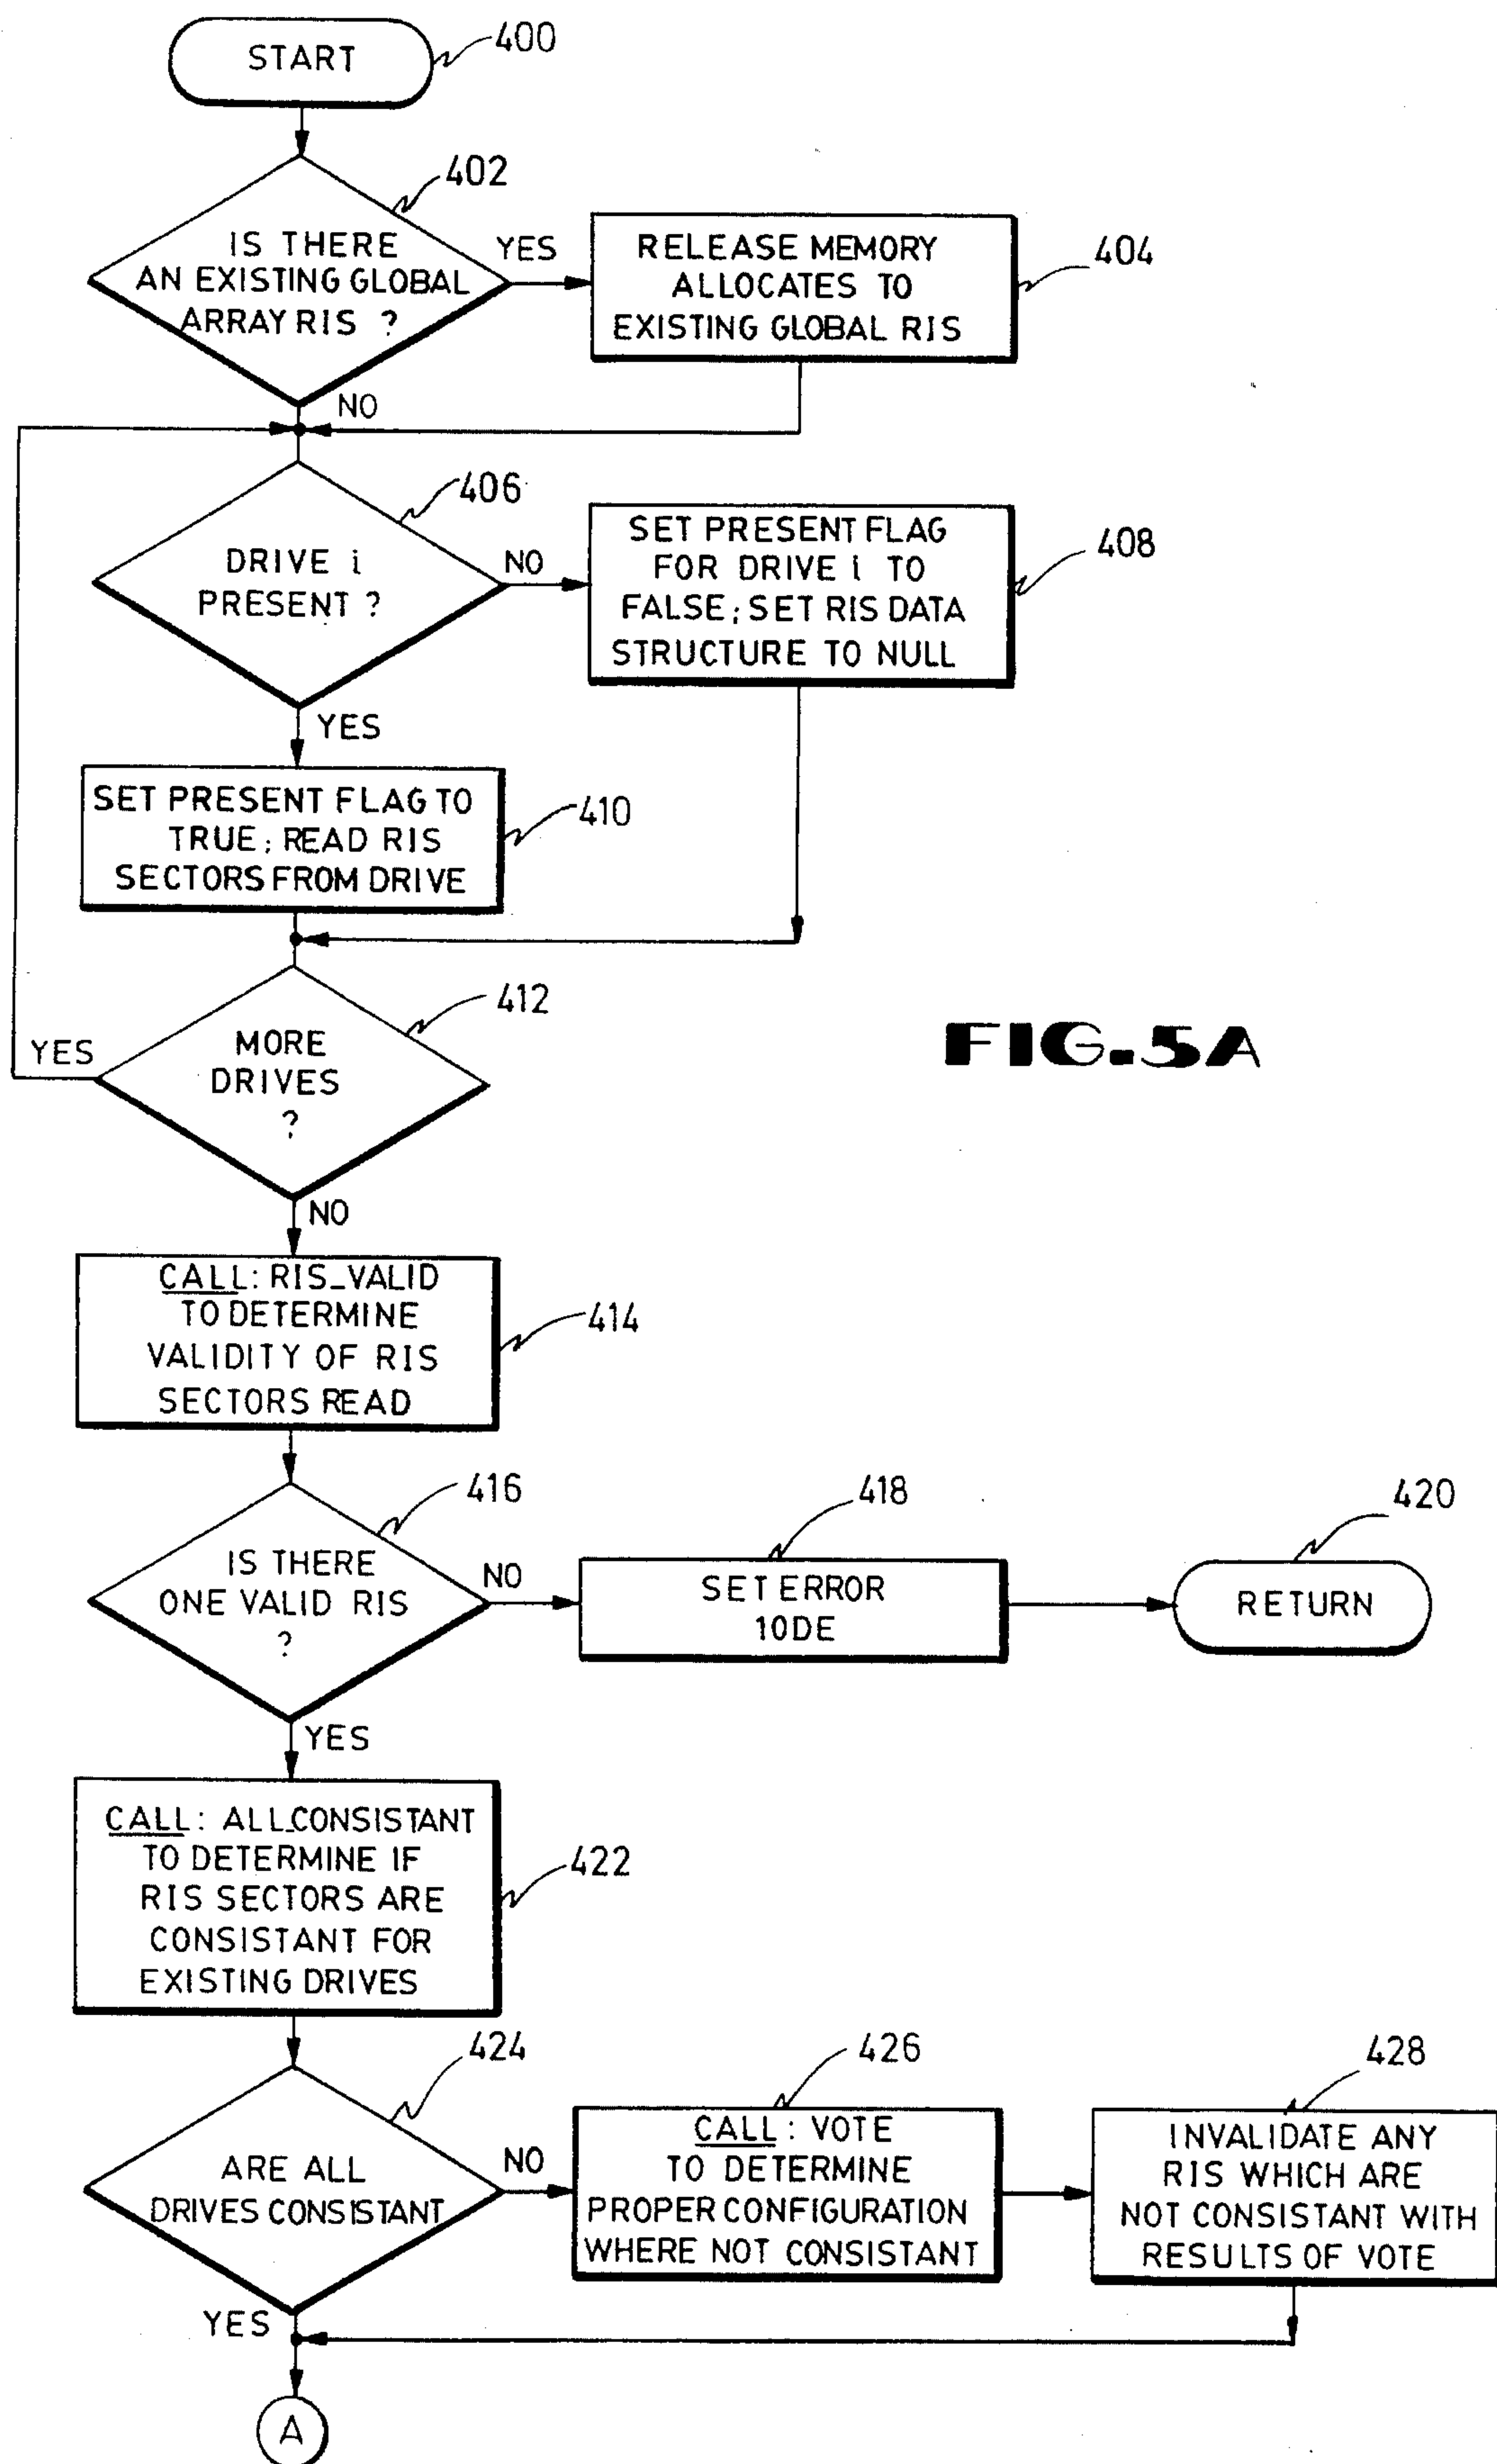 START
400
402
IS THERE
AN EXISTING GLOBAL
ARRAY RIS ?
YES
RELEASE MEMORY
ALLOCATES TO
EXISTING GLOBAL RIS
404
NO
406
DRIVE i
PRESENT ?
NO
SET PRESENT FLAG
FOR DRIVE i TO
FALSE; SET RIS DATA
STRUCTURE TO NULL
408
YES
SET PRESENT FLAG TO
TRUE; READ RIS
SECTORS FROM DRIVE
410
412
YES
MORE
DRIVES
?
FIG. 5A
NO
CALL: RIS_VALID
TO DETERMINE
VALIDITY OF RIS
SECTORS READ
414
416
IS THERE
ONE VALID RIS
?
NO
418
SET ERROR
10DE
420
RETURN
YES
CALL: ALL_CONSISTANT
TO DETERMINE IF
RIS SECTORS ARE
CONSISTANT FOR
EXISTING DRIVES
422
424
ARE ALL
DRIVES CONSISTANT
NO
426
CALL: VOTE
TO DETERMINE
PROPER CONFIGURATION
WHERE NOT CONSISTANT
428
INVALIDATE ANY
RIS WHICH ARE
NOT CONSISTANT WITH
RESULTS OF VOTE
YES
A